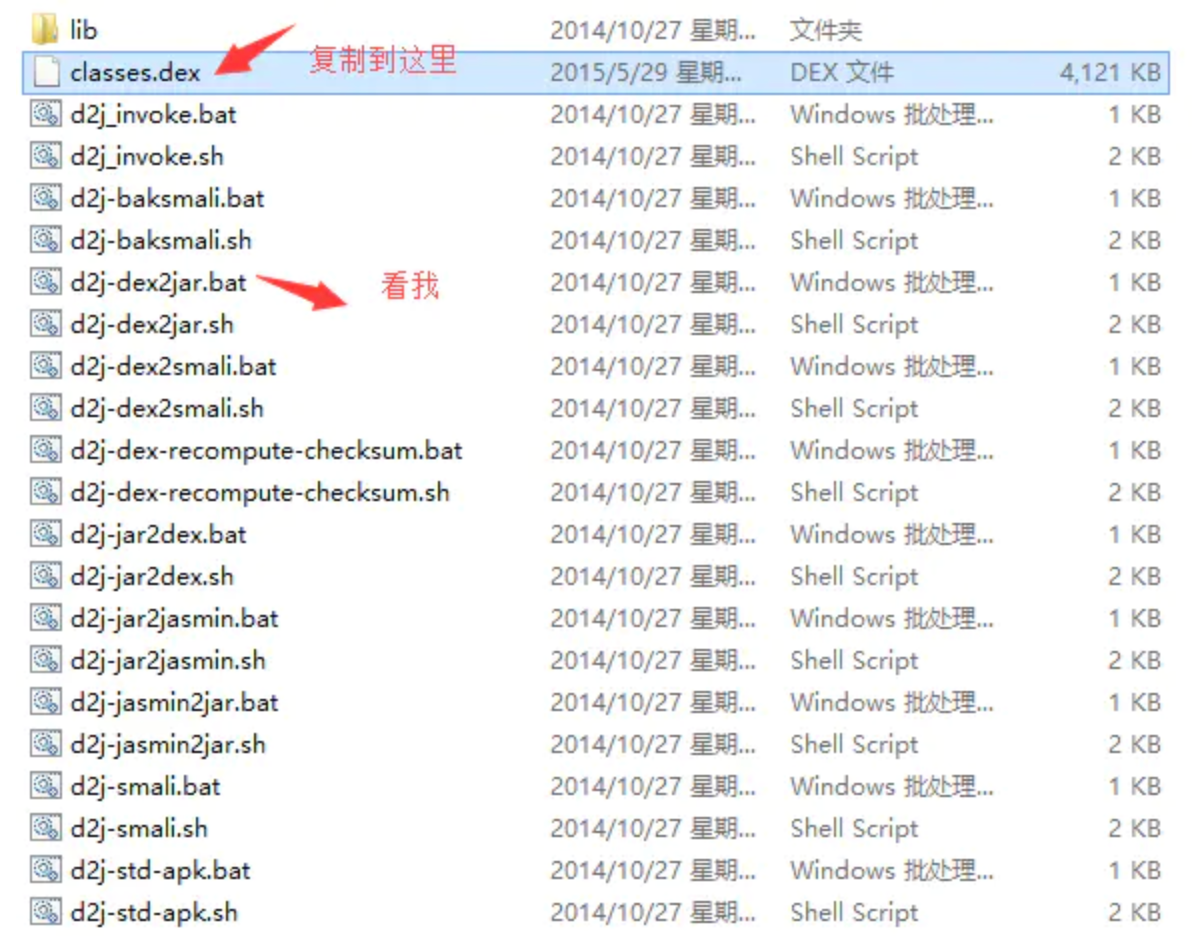 lib 2014/10/27 星期... 文件夹
classes.dex 复制到这里 2015/5/29 星期... DEX 文件 4,121 KB
d2j_invoke.bat 2014/10/27 星期... Windows 批处理... 1 KB
d2j_invoke.sh 2014/10/27 星期... Shell Script 2 KB
d2j-baksmali.bat 2014/10/27 星期... Windows 批处理... 1 KB
d2j-baksmali.sh 2014/10/27 星期... Shell Script 2 KB
d2j-dex2jar.bat 看我 2014/10/27 星期... Windows 批处理... 1 KB
d2j-dex2jar.sh 2014/10/27 星期... Shell Script 2 KB
d2j-dex2smali.bat 2014/10/27 星期... Windows 批处理... 1 KB
d2j-dex2smali.sh 2014/10/27 星期... Shell Script 2 KB
d2j-dex-recompute-checksum.bat 2014/10/27 星期... Windows 批处理... 1 KB
d2j-dex-recompute-checksum.sh 2014/10/27 星期... Shell Script 2 KB
d2j-jar2dex.bat 2014/10/27 星期... Windows 批处理... 1 KB
d2j-jar2dex.sh 2014/10/27 星期... Shell Script 2 KB
d2j-jar2jasmin.bat 2014/10/27 星期... Windows 批处理... 1 KB
d2j-jar2jasmin.sh 2014/10/27 星期... Shell Script 2 KB
d2j-jasmin2jar.bat 2014/10/27 星期... Windows 批处理... 1 KB
d2j-jasmin2jar.sh 2014/10/27 星期... Shell Script 2 KB
d2j-smali.bat 2014/10/27 星期... Windows 批处理... 1 KB
d2j-smali.sh 2014/10/27 星期... Shell Script 2 KB
d2j-std-apk.bat 2014/10/27 星期... Windows 批处理... 1 KB
d2j-std-apk.sh 2014/10/27 星期... Shell Script 2 KB